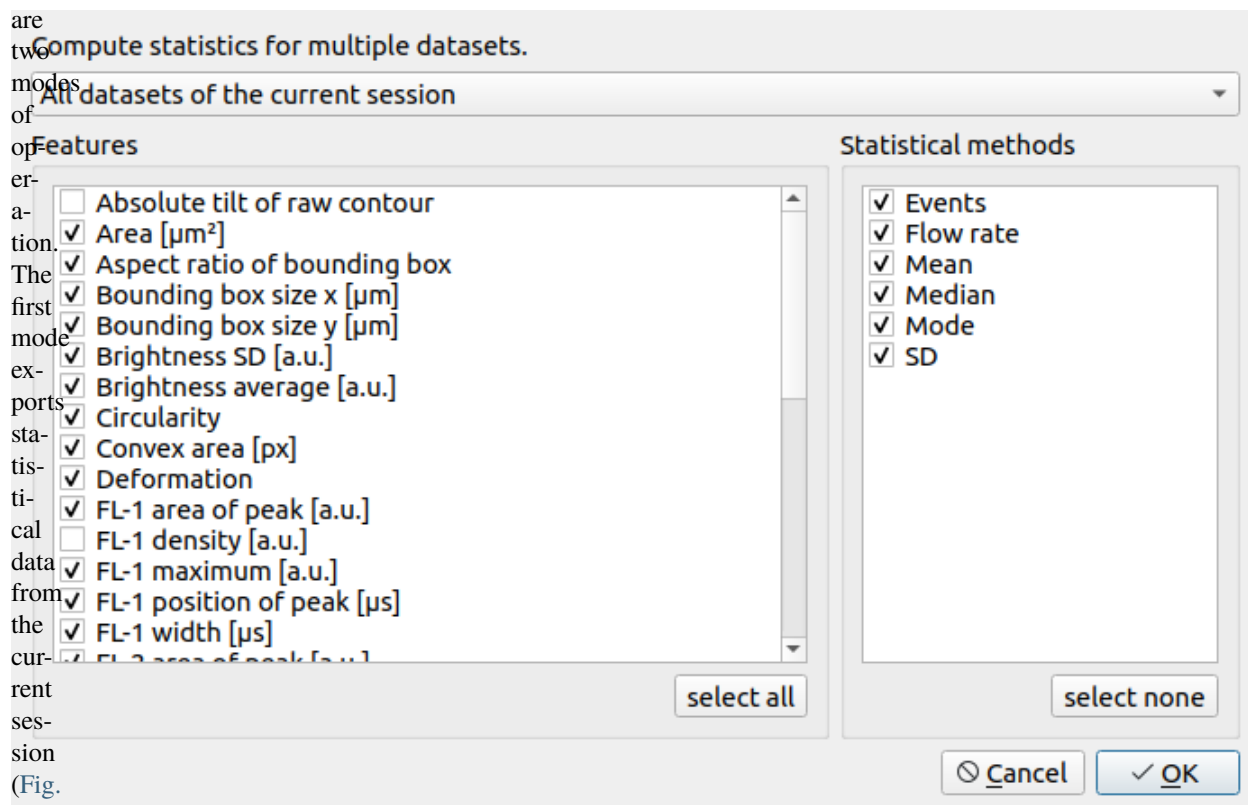 are
two
modes
of
op-
er-
a-
tion.
The
first
mode
ex-
ports
sta-
tis-
ti-
cal
data
from
the
cur-
rent
ses-
sion
(Fig.
Compute statistics for multiple datasets.
All datasets of the current session
Features
Absolute tilt of raw contour
Area [µm²]
Aspect ratio of bounding box
Bounding box size x [µm]
Bounding box size y [µm]
Brightness SD [a.u.]
Brightness average [a.u.]
Circularity
Convex area [px]
Deformation
FL-1 area of peak [a.u.]
FL-1 density [a.u.]
FL-1 maximum [a.u.]
FL-1 position of peak [µs]
FL-1 width [µs]
FL-2 area of peak [a.u.]
select all
Statistical methods
Events
Flow rate
Mean
Median
Mode
SD
select none
Cancel
OK